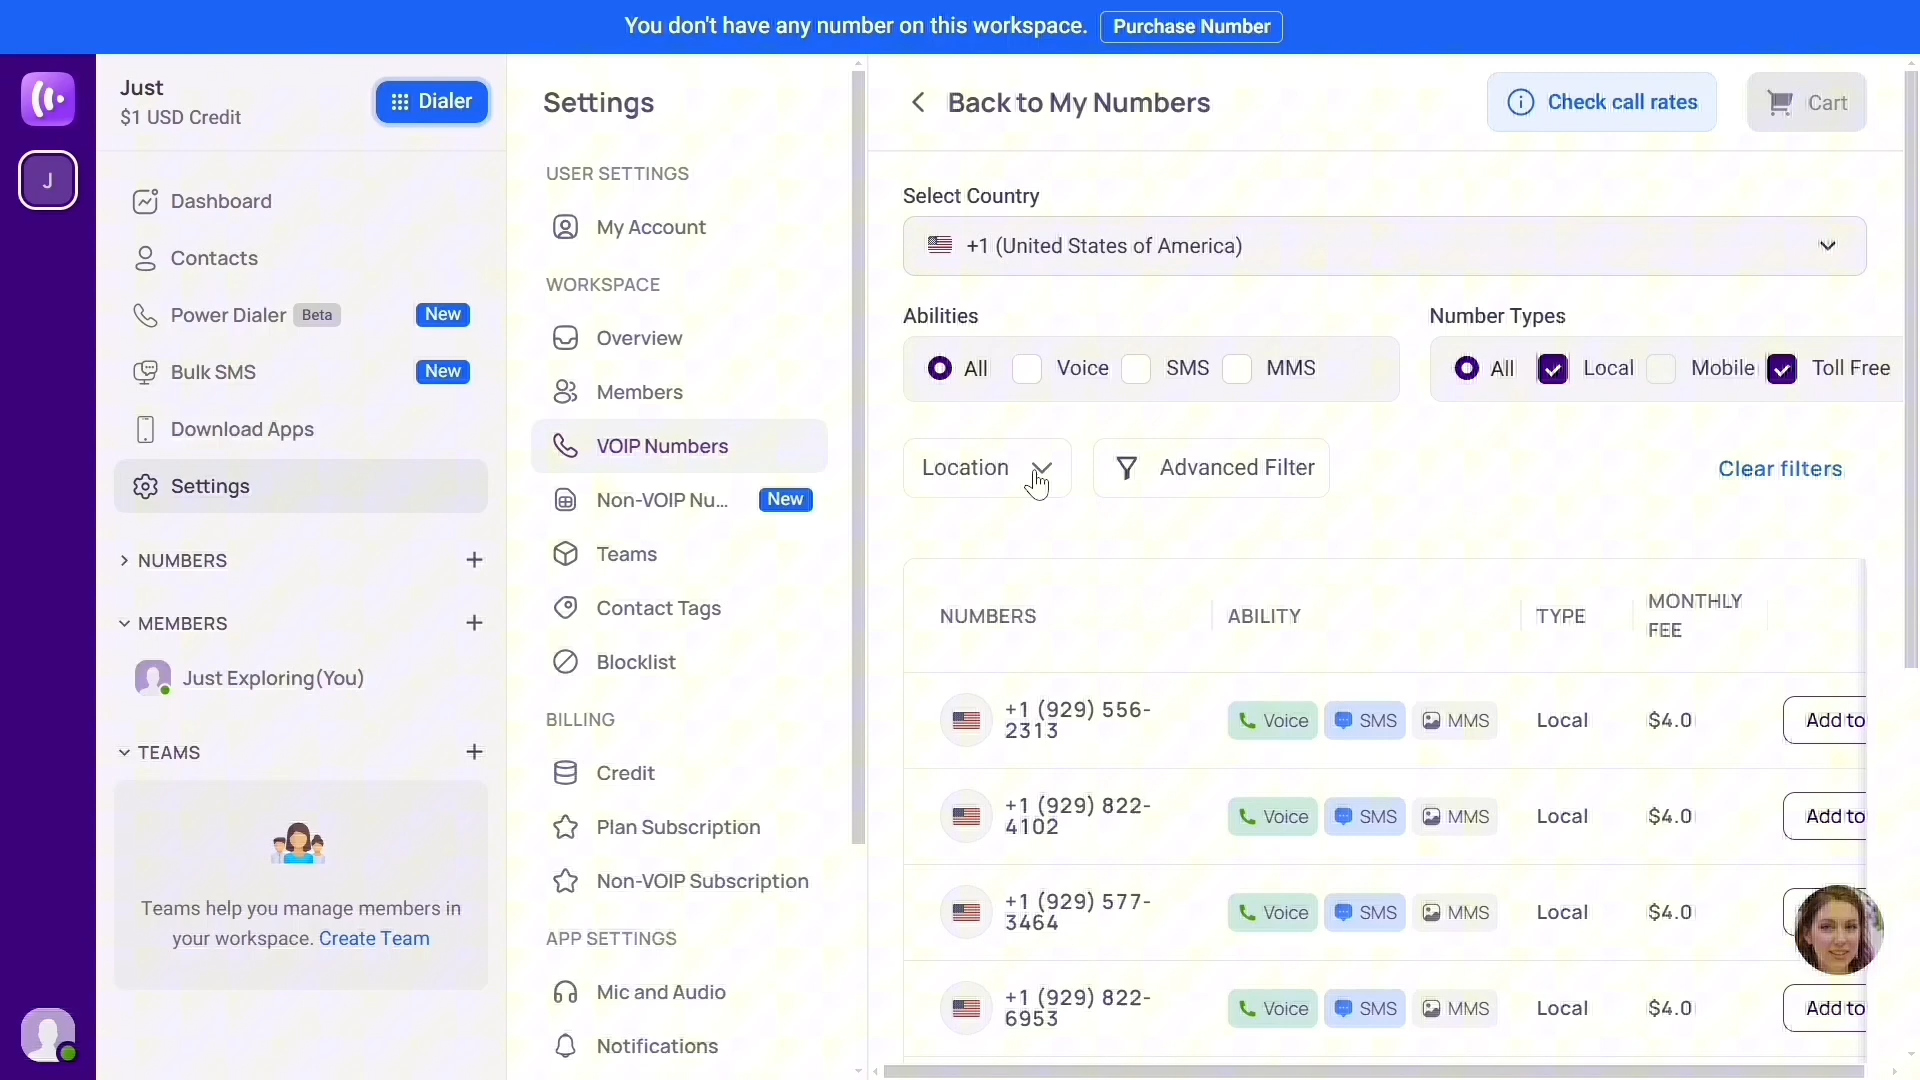 You don't have any number on this workspace. Purchase Number
Just
$1 USD Credit
Dialer
J
Dashboard
Contacts
Power Dialer Beta New
Bulk SMS New
Download Apps
Settings
NUMBERS
MEMBERS
Just Exploring(You)
TEAMS
Teams help you manage members in
your workspace. Create Team
Settings
USER SETTINGS
My Account
WORKSPACE
Overview
Members
VOIP Numbers
Non-VOIP Nu... New
Teams
Contact Tags
Blocklist
BILLING
Credit
Plan Subscription
Non-VOIP Subscription
APP SETTINGS
Mic and Audio
Notifications
Back to My Numbers
Check call rates
Cart
Select Country
+1 (United States of America)
Abilities
All Voice SMS MMS
Number Types
All Local Mobile Toll Free
Location
Advanced Filter
Clear filters
NUMBERS ABILITY TYPE MONTHLY
FEE
+1 (929) 556-
2313
Voice SMS MMS Local $4.0 Add to
+1 (929) 822-
4102
Voice SMS MMS Local $4.0 Add to
+1 (929) 577-
3464
Voice SMS MMS Local $4.0
+1 (929) 822-
6953
Voice SMS MMS Local $4.0 Add to